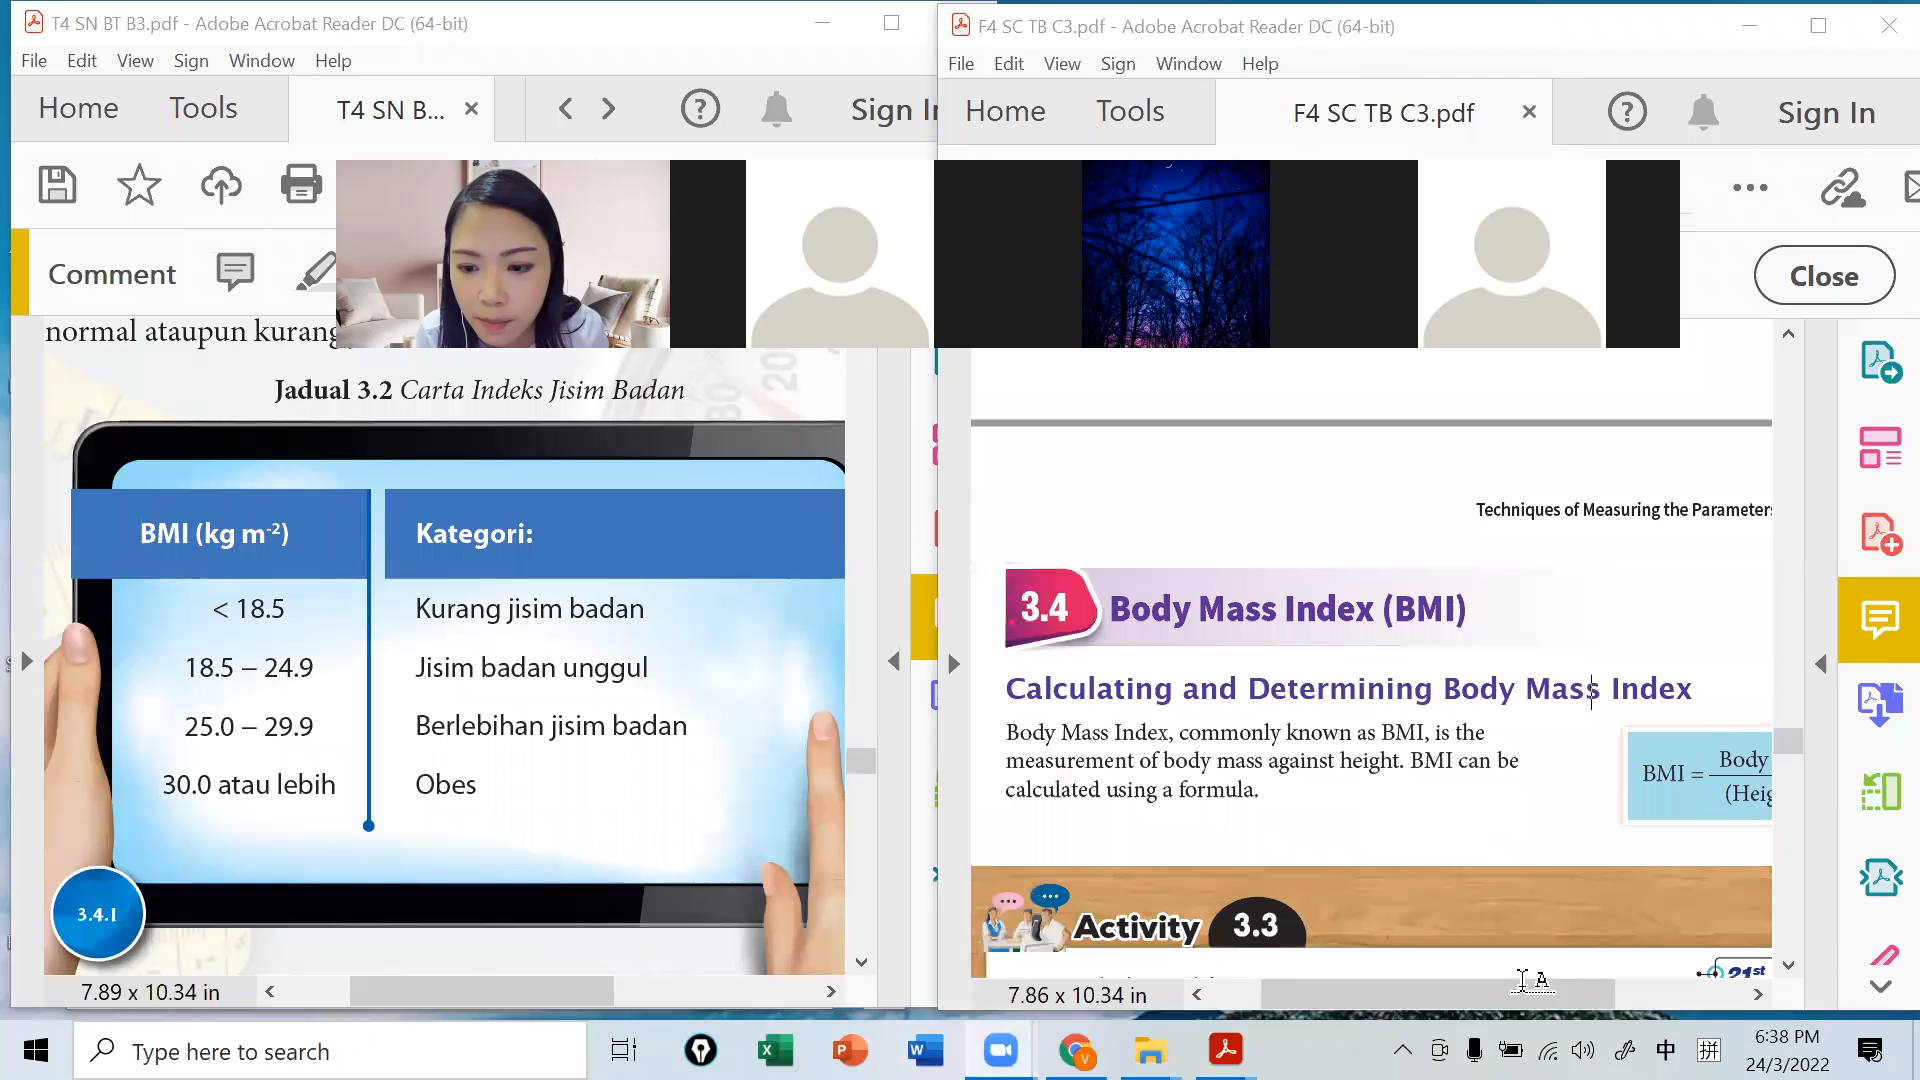 T4 SN BT B3.pdf - Adobe Acrobat Reader DC (64-bit)
File Edit View Sign Window Help
Home Tools T4 SN B... Sign In
Comment
normal ataupun kurang
Jadual 3.2 Carta Indeks Jisim Badan
BMI (kg m-2) Kategori:
< 18.5 Kurang jisim badan
18.5 – 24.9 Jisim badan unggul
25.0 – 29.9 Berlebihan jisim badan
30.0 atau lebih Obes
3.4.1
7.89 x 10.34 in
F4 SC TB C3.pdf - Adobe Acrobat Reader DC (64-bit)
File Edit View Sign Window Help
Home Tools F4 SC TB C3.pdf Sign In
Close
Techniques of Measuring the Parameters
3.4 Body Mass Index (BMI)
Calculating and Determining Body Mass Index
Body Mass Index, commonly known as BMI, is the
measurement of body mass against height. BMI can be
calculated using a formula.
BMI = Body
(Heig
Activity 3.3
21st
7.86 x 10.34 in
Type here to search
中 拼
6:38 PM
24/3/2022